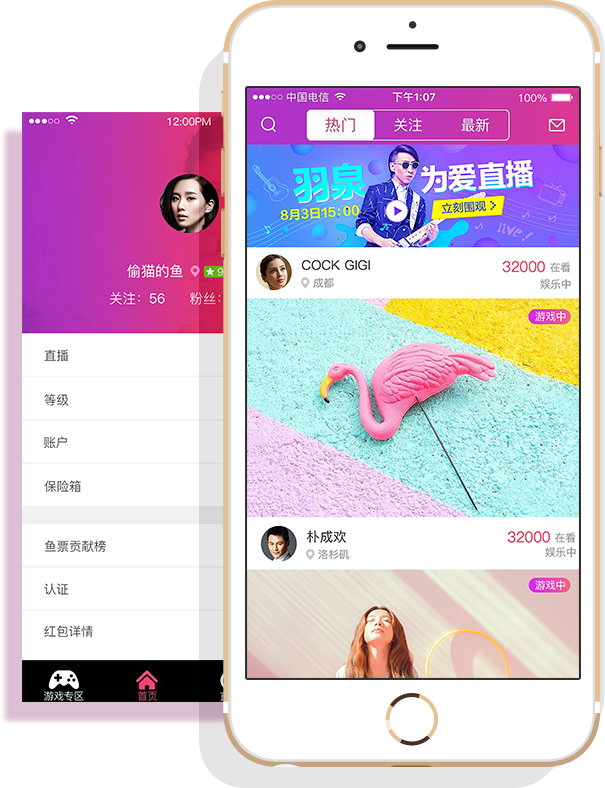 12:00PM
偷猫的鱼
9
关注：56
粉丝：
直播
等级
账户
保险箱
鱼票贡献榜
认证
红包详情
游戏专区
首页
中国电信
下午1:07
100%
热门
关注
最新
羽泉
为爱直播
8月3日15:00
立刻围观
live!
COCK GIGI
32000 在看
成都
娱乐中
游戏中
朴成欢
32000 在看
洛杉矶
娱乐中
游戏中